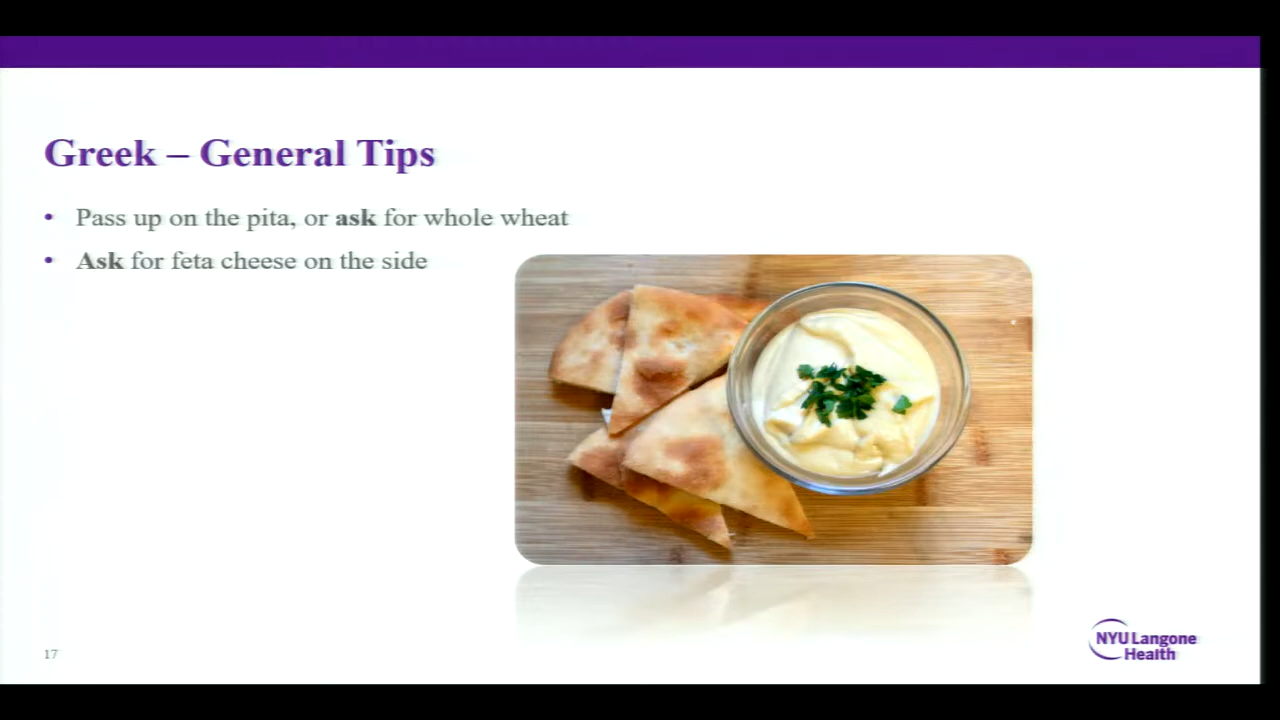 Greek – General Tips
• Pass up on the pita, or ask for whole wheat
• Ask for feta cheese on the side
17
NYU Langone
Health